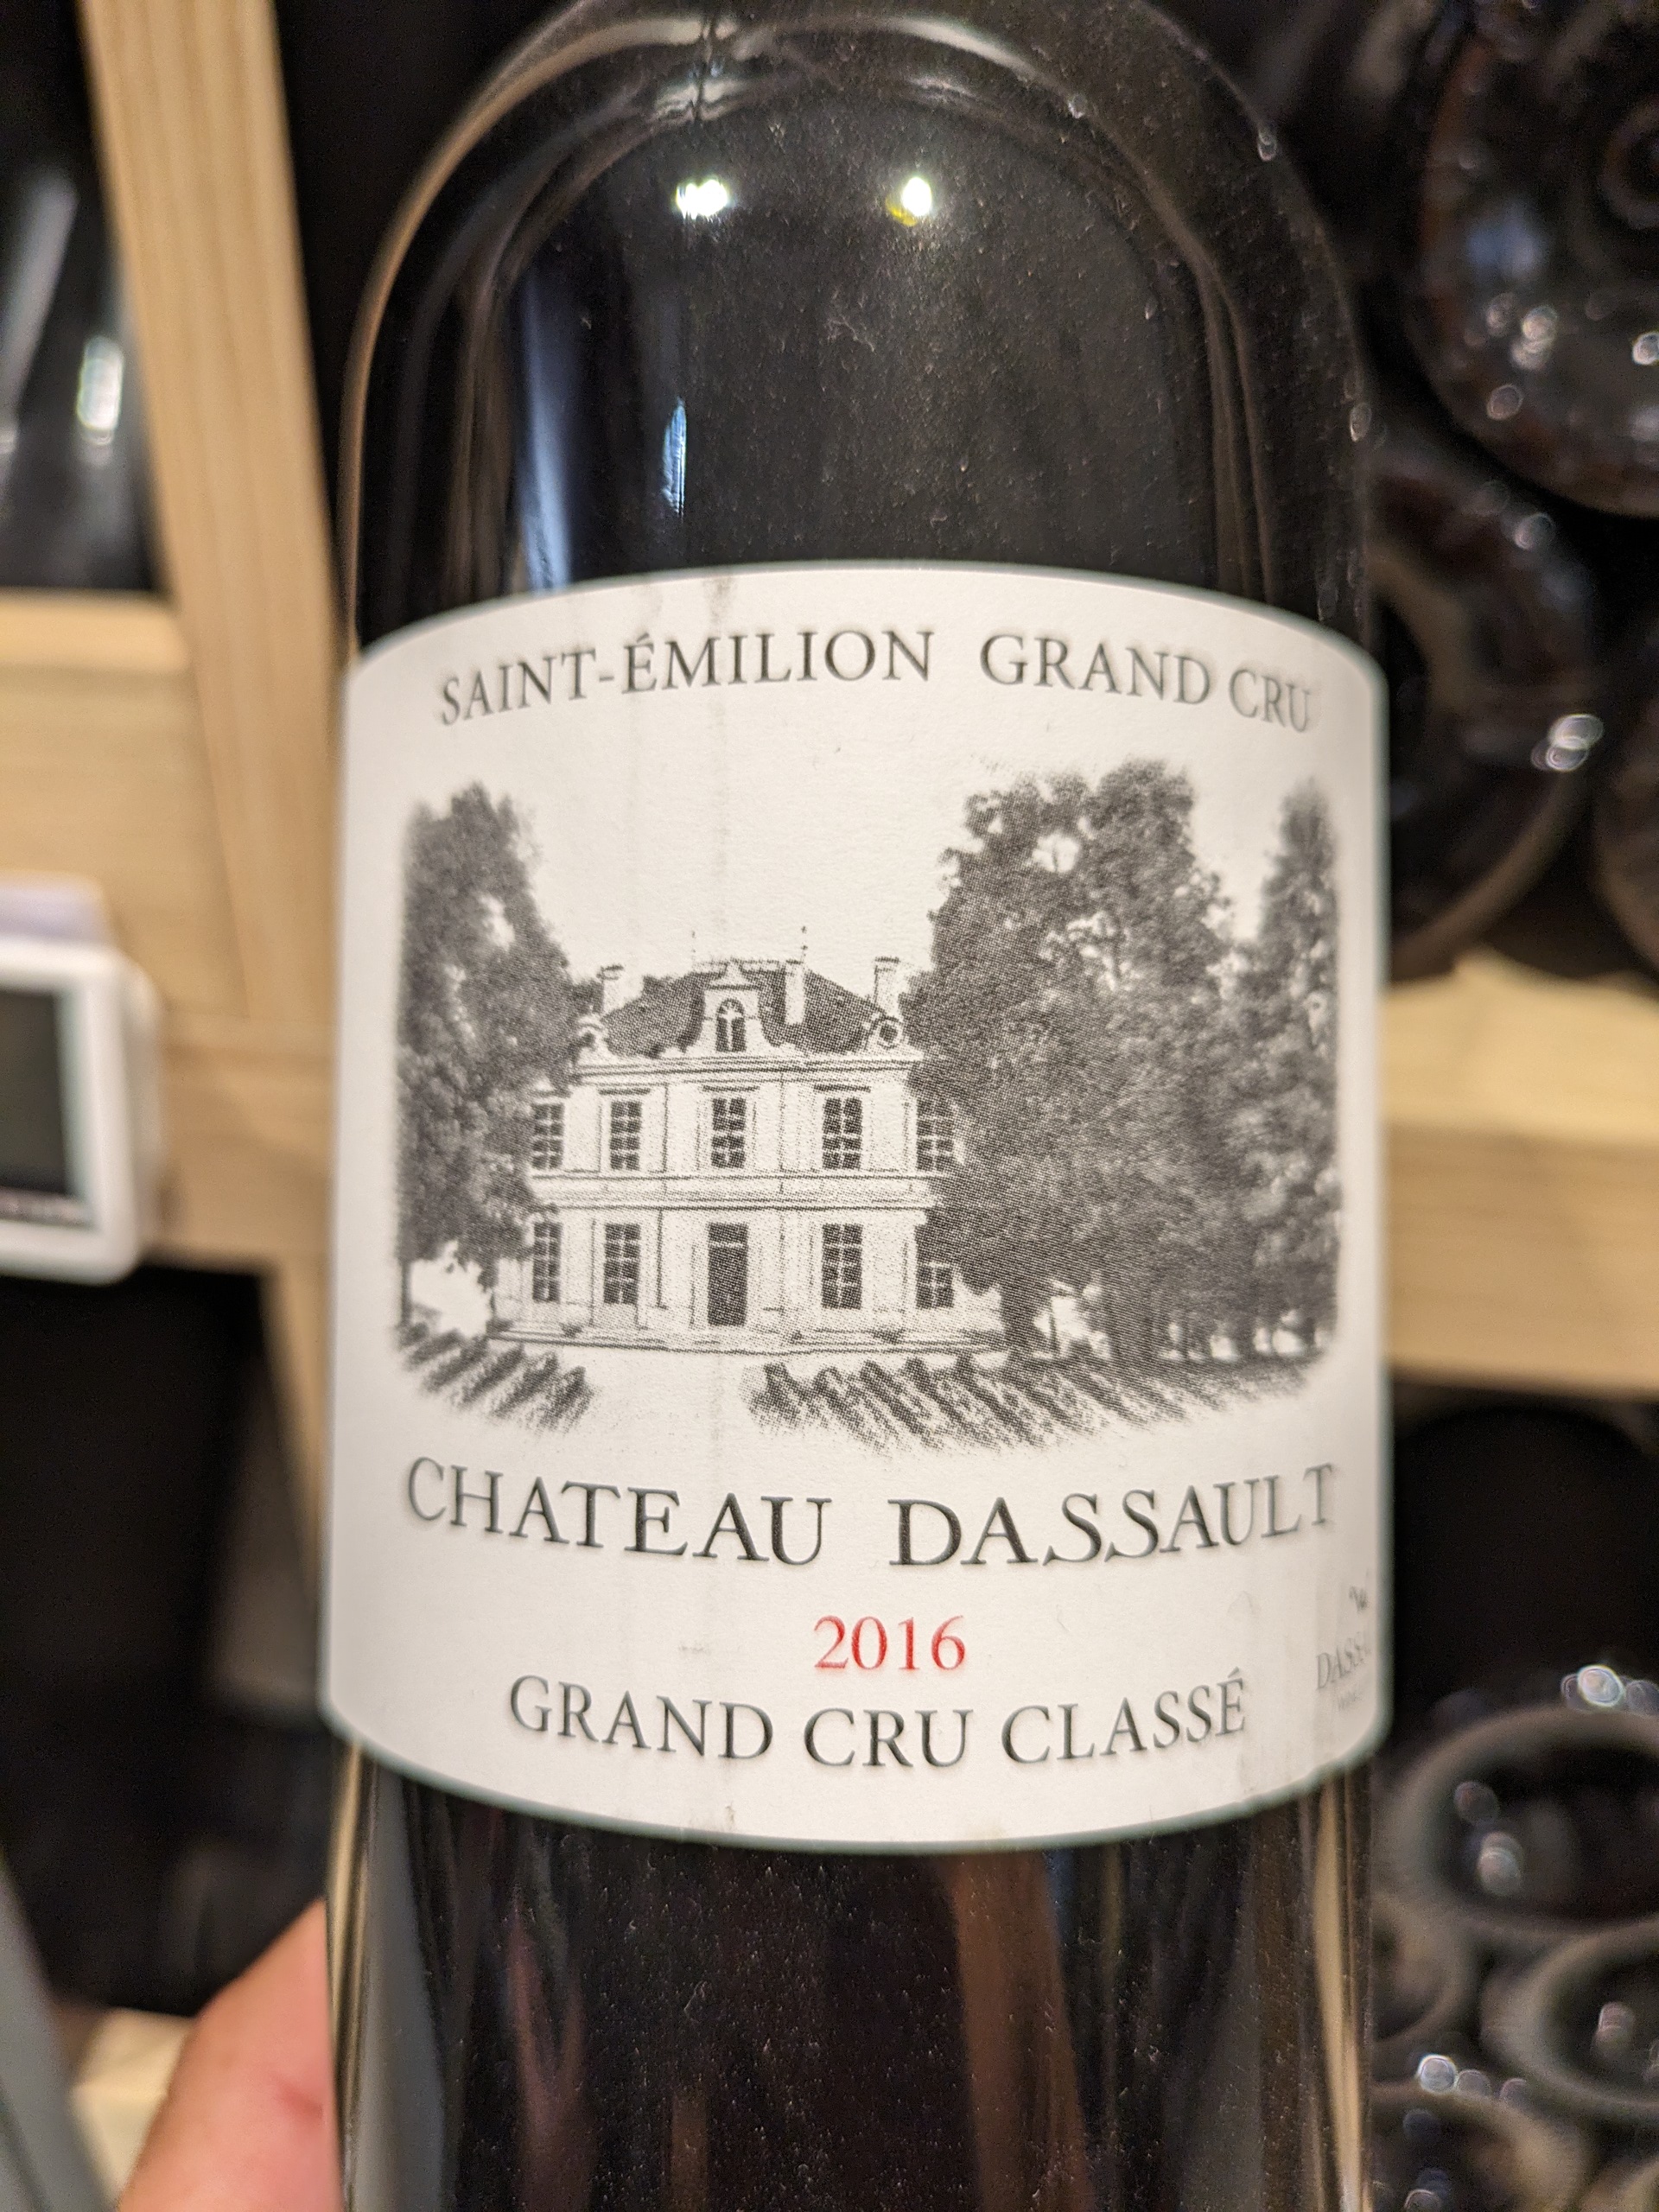 SAINT-ÉMILION GRAND CRU
CHATEAU DASSAULT
2016
GRAND CRU CLASSÉ